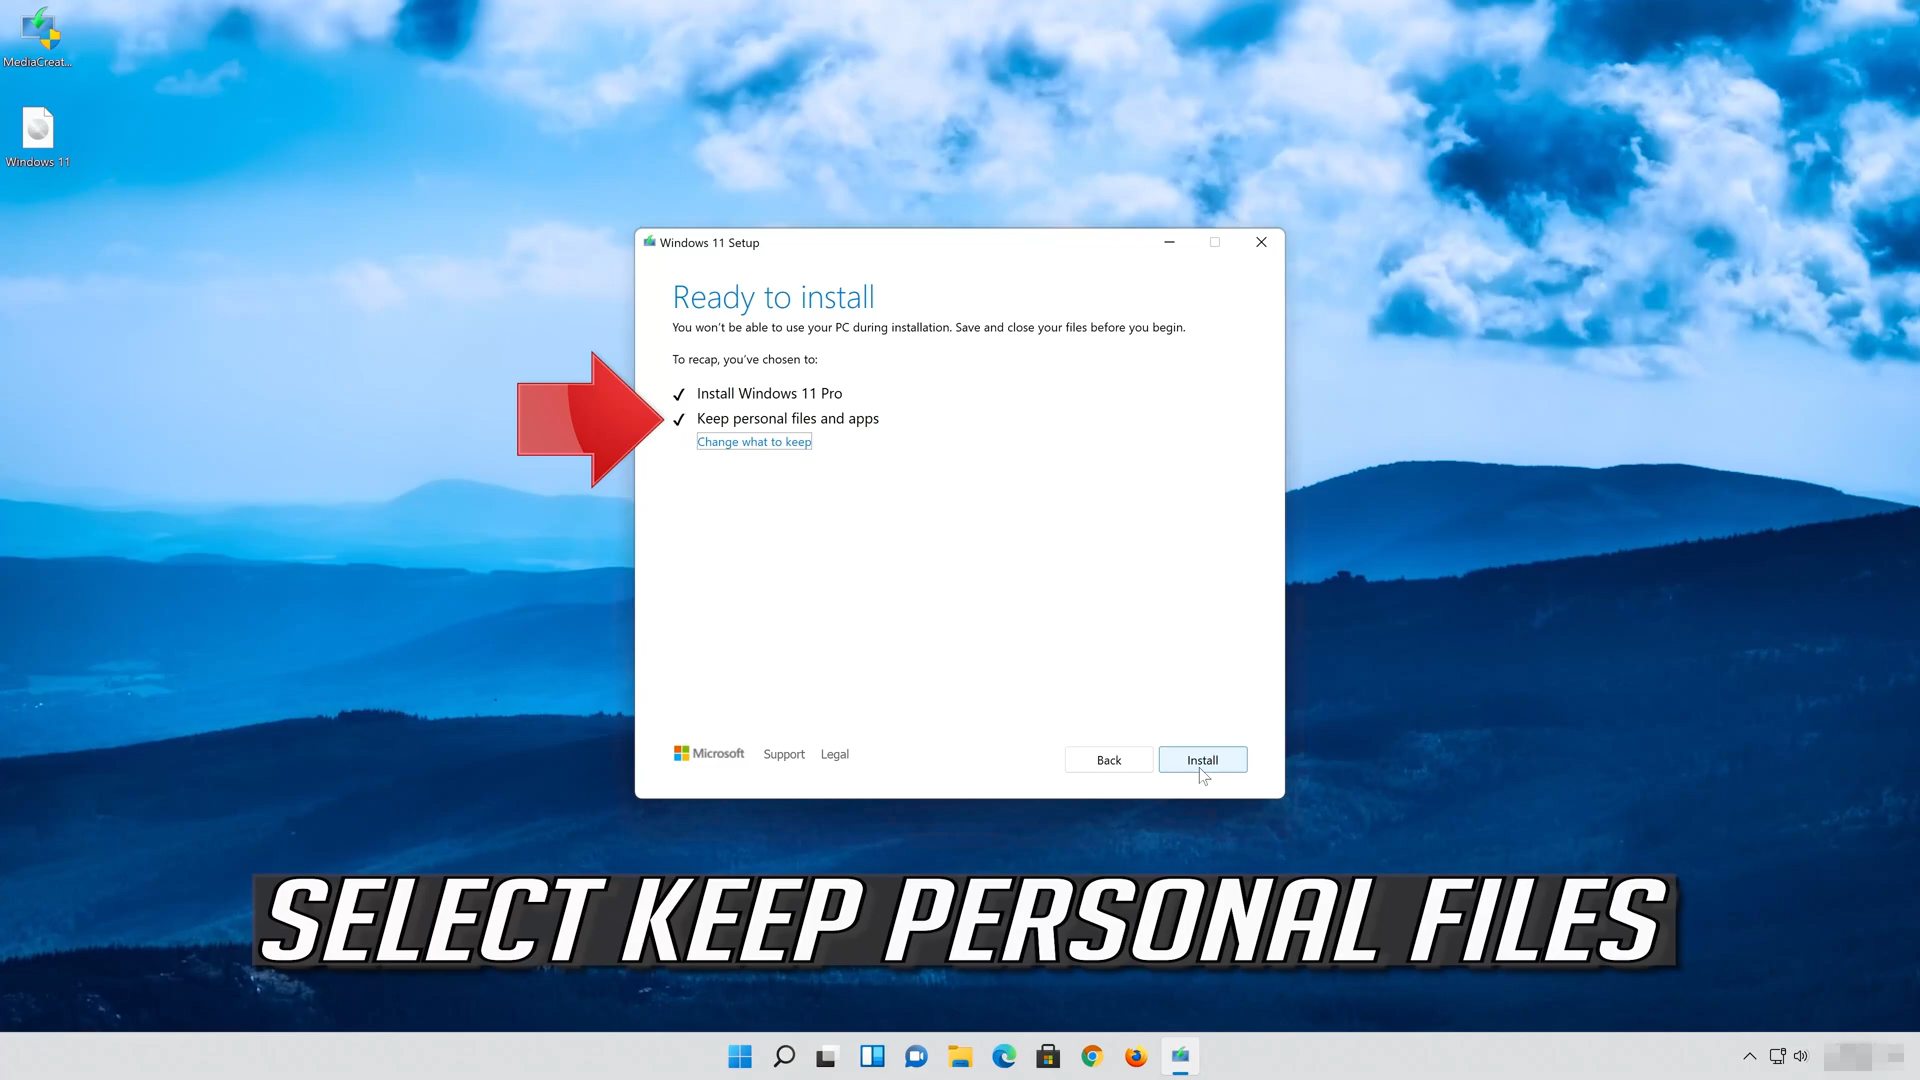 MediaCreat...
Windows 11
Windows 11 Setup
Ready to install
You won't be able to use your PC during installation. Save and close your files before you begin.
To recap, you've chosen to:
Install Windows 11 Pro
Keep personal files and apps
Change what to keep
Microsoft Support Legal
Back Install
SELECT KEEP PERSONAL FILES